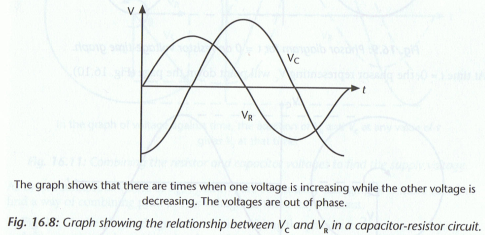 V
V_C
t
V_R
The graph shows that there are times when one voltage is increasing while the other voltage is
decreasing. The voltages are out of phase.
Fig. 16.8: Graph showing the relationship between V_C and V_R in a capacitor-resistor circuit.